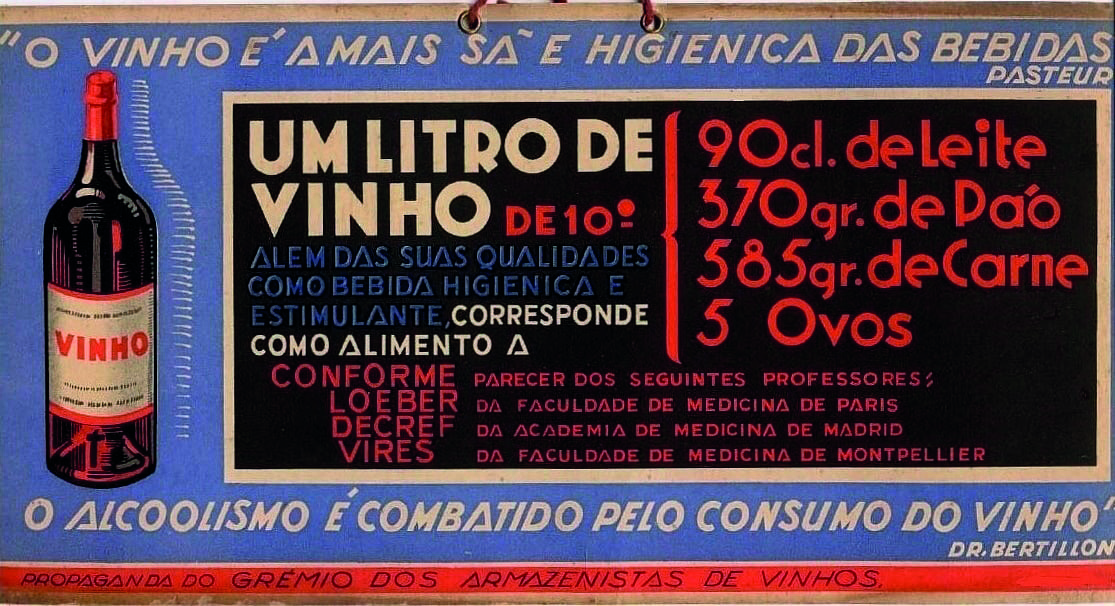 "O VINHO E' A MAIS SÃ E HIGIENICA DAS BEBIDAS
PASTEUR
UM LITRO DE
VINHO DE 10º
ALEM DAS SUAS QUALIDADES
COMO BEBIDA HIGIENICA E
ESTIMULANTE, CORRESPONDE
COMO ALIMENTO A
90cl. de Leite
370gr. de Paõ
585gr. de Carne
5 Ovos
CONFORME PARECER DOS SEGUINTES PROFESSORES;
LOEBER DA FACULDADE DE MEDICINA DE PARIS
DECREF DA ACADEMIA DE MEDICINA DE MADRID
VIRES DA FACULDADE DE MEDICINA DE MONTPELLIER
VINHO
O ALCOOLISMO É COMBATIDO PELO CONSUMO DO VINHO"
DR. BERTILLON
PROPAGANDA DO GRÉMIO DOS ARMAZENISTAS DE VINHOS.